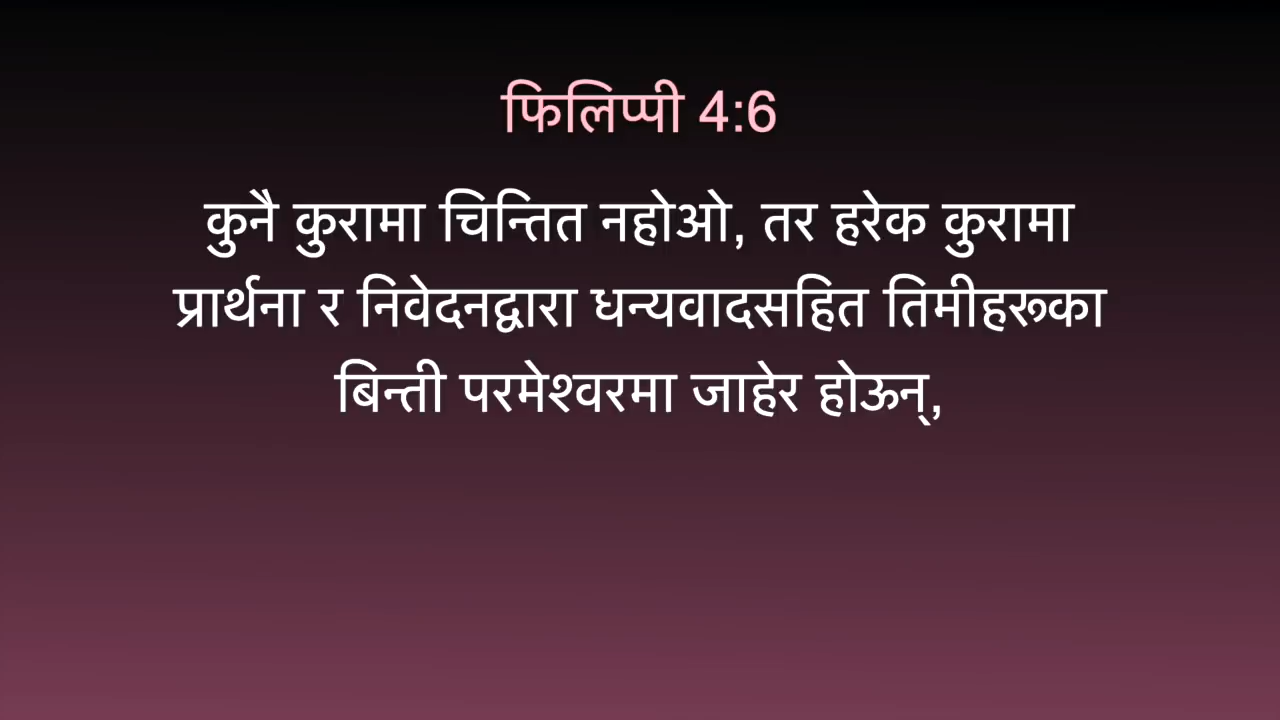 फिलिप्पी 4:6
कुनै कुरामा चिन्तित नहोओ, तर हरेक कुरामा
प्रार्थना र निवेदनद्वारा धन्यवादसहित तिमीहरूका
बिन्ती परमेश्वरमा जाहेर होऊन्,